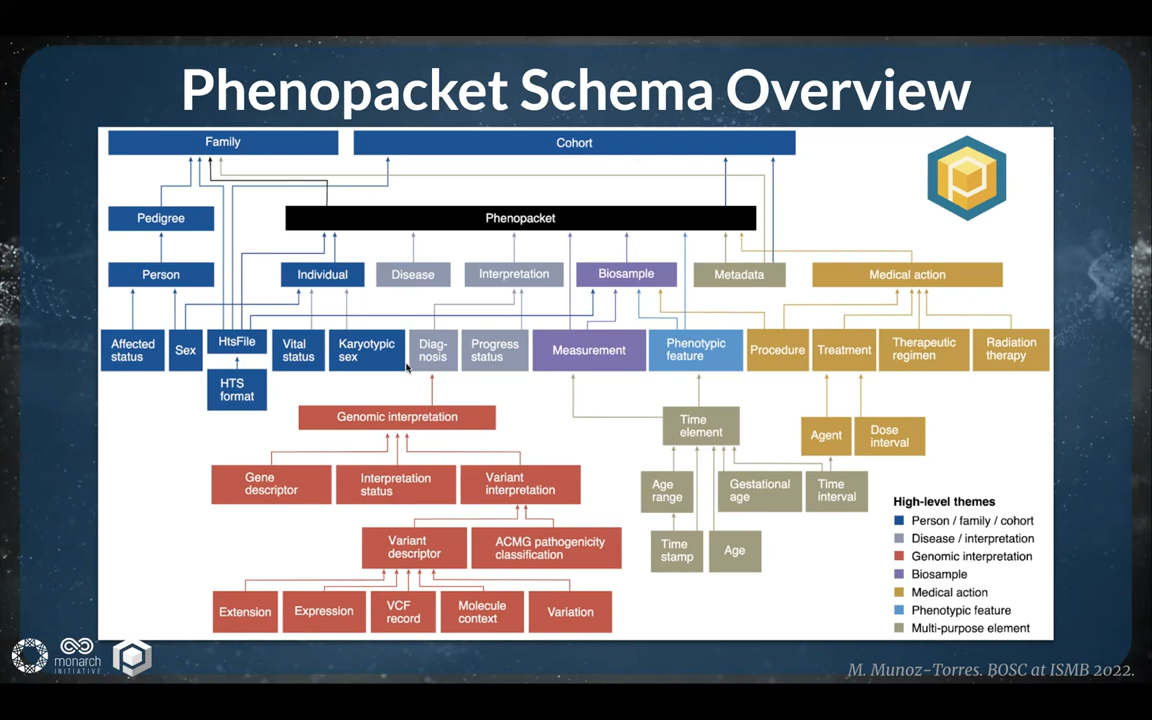 Phenopacket Schema Overview
Family
Cohort
Pedigree
Phenopacket
Person
Individual
Disease
Interpretation
Biosample
Metadata
Medical action
Affected
status
Sex
HtsFile
Vital
status
Karyotypic
sex
Diag-
nosis
Progress
status
Measurement
Phenotypic
feature
Procedure
Treatment
Therapeutic
regimen
Radiation
therapy
HTS
format
Genomic interpretation
Time
element
Agent
Dose
interval
Gene
descriptor
Interpretation
status
Variant
interpretation
Age
range
Gestational
age
Time
interval
Variant
descriptor
ACMG pathogenicity
classification
Time
stamp
Age
Extension
Expression
VCF
record
Molecule
context
Variation
High-level themes
Person / family / cohort
Disease / interpretation
Genomic interpretation
Biosample
Medical action
Phenotypic feature
Multi-purpose element
monarch
INITIATIVE
M. Munoz-Torres. BOSC at ISMB 2022.